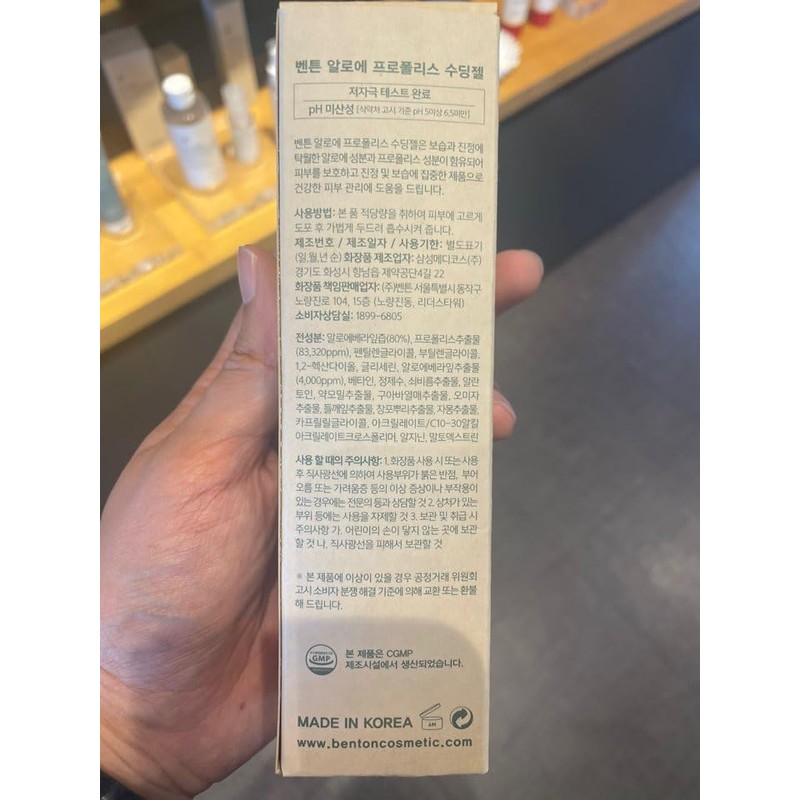 벤튼 알로에 프로폴리스 수딩젤
저자극 테스트 완료
pH 미산성 [식약처 고시 기준 pH 5이상 6.5미만]
벤튼 알로에 프로폴리스 수딩젤은 보습과 진정에
탁월한 알로에 성분과 프로폴리스 성분이 함유되어
피부를 보호하고 진정 및 보습에 집중한 제품으로
건강한 피부 관리에 도움을 드립니다.
사용방법: 본 품 적당량을 취하여 피부에 고르게
도포 후 가볍게 두드려 흡수시켜 줍니다.
제조번호 / 제조일자 / 사용기한: 별도표기
(일,월,년 순) 화장품 제조업자: 삼성메디코스(주)
경기도 화성시 향남읍 제약공단4길 22
화장품 책임판매업자: (주)벤튼 서울특별시 동작구
노량진로 104, 15층 (노량진동, 리더스타워)
소비자상담실: 1899-6805
전성분: 알로에베라잎즙(80%), 프로폴리스추출물
(83,320ppm), 펜틸렌글라이콜, 부틸렌글라이콜,
1,2-헥산다이올, 글리세린, 알로에베라잎추출물
(4,000ppm), 베타인, 정제수, 쇠비름추출물, 알란
토인, 약모밀추출물, 구아바열매추출물, 오미자
추출물, 들깨잎추출물, 창포뿌리추출물, 자몽추출물,
카프릴릴글라이콜, 아크릴레이트/C10-30알킬
아크릴레이트크로스폴리머, 알지닌, 말토덱스트린
사용 할 때의 주의사항: 1. 화장품 사용 시 또는 사용
후 직사광선에 의하여 사용부위가 붉은 반점, 부어
오름 또는 가려움증 등의 이상 증상이나 부작용이
있는 경우에는 전문의 등과 상담할 것 2. 상처가 있는
부위 등에는 사용을 자제할 것 3. 보관 및 취급 시
주의사항 가. 어린이의 손이 닿지 않는 곳에 보관
할 것 나. 직사광선을 피해서 보관할 것
※ 본 제품에 이상이 있을 경우 공정거래 위원회
고시 소비자 분쟁 해결 기준에 의해 교환 또는 환불
해 드립니다.
GMP
본 제품은 CGMP
제조시설에서 생산되었습니다.
MADE IN KOREA
www.bentoncosmetic.com